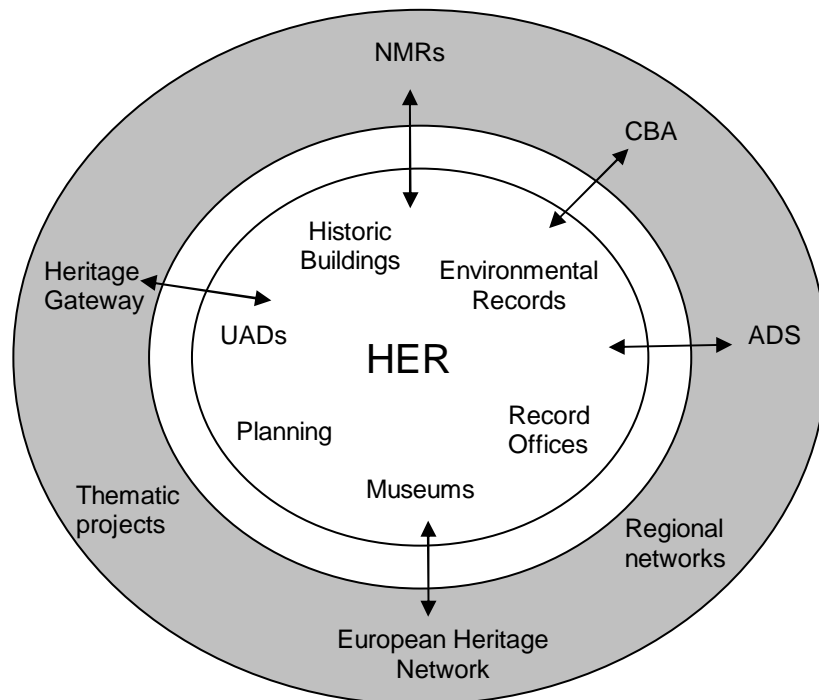 NMRs
CBA
Historic
Buildings
Environmental
Records
Heritage
Gateway
UADs
HER
ADS
Planning
Record
Offices
Museums
Thematic
projects
Regional
networks
European Heritage
Network